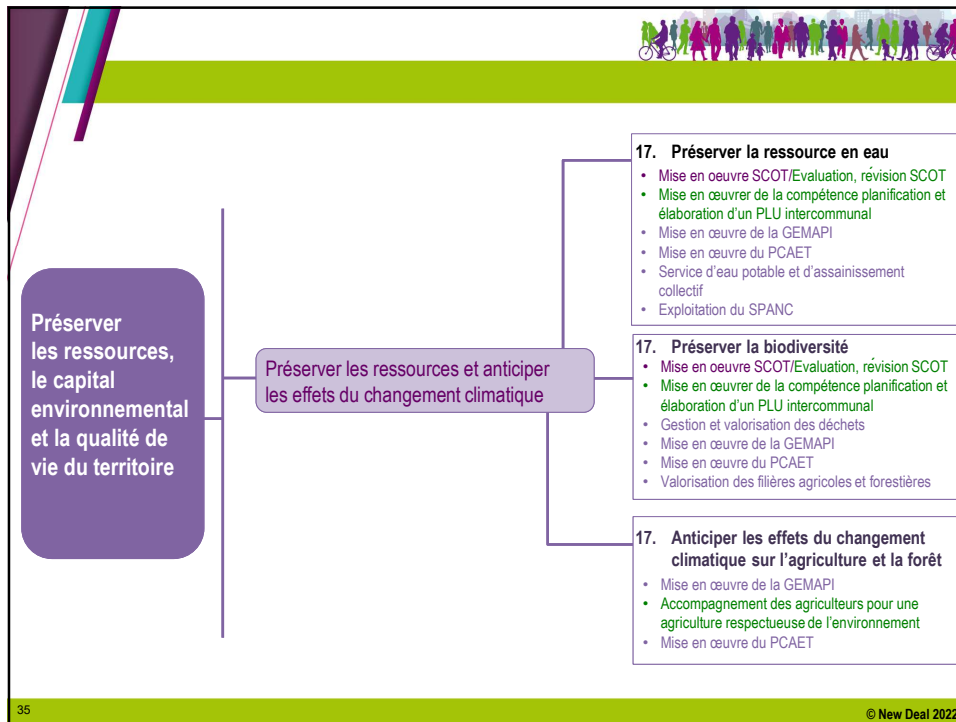 Préserver
les ressources,
le capital
environnemental
et la qualité de
vie du territoire
Préserver les ressources et anticiper
les effets du changement climatique
17. Préserver la ressource en eau
• Mise en oeuvre SCOT/Evaluation, révision SCOT
• Mise en œuvrer de la compétence planification et
élaboration d’un PLU intercommunal
• Mise en œuvre de la GEMAPI
• Mise en œuvre du PCAET
• Service d’eau potable et d’assainissement
collectif
• Exploitation du SPANC
17. Préserver la biodiversité
• Mise en oeuvre SCOT/Evaluation, révision SCOT
• Mise en œuvrer de la compétence planification et
élaboration d’un PLU intercommunal
• Gestion et valorisation des déchets
• Mise en œuvre de la GEMAPI
• Mise en œuvre du PCAET
• Valorisation des filières agricoles et forestières
17. Anticiper les effets du changement
climatique sur l’agriculture et la forêt
• Mise en œuvre de la GEMAPI
• Accompagnement des agriculteurs pour une
agriculture respectueuse de l’environnement
• Mise en œuvre du PCAET
35
© New Deal 2022